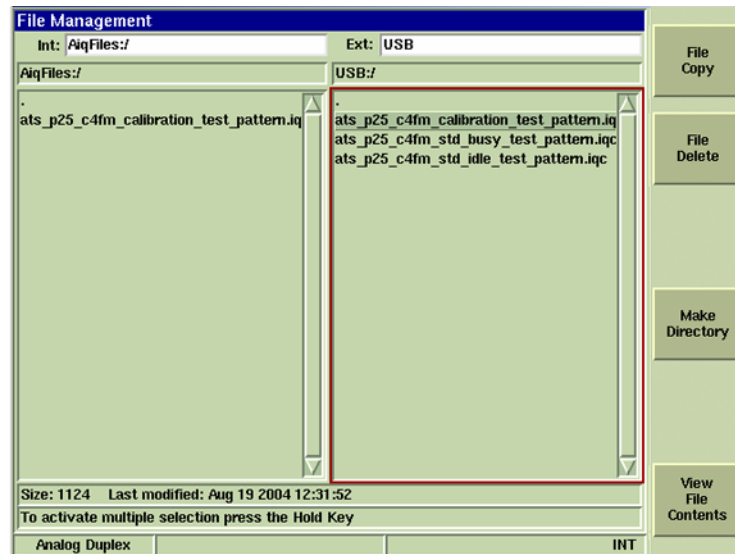 File Management
Int: AiqFiles:/
Ext: USB
AiqFiles:/
USB:/
.
ats_p25_c4fm_calibration_test_pattern.iq
.
ats_p25_c4fm_calibration_test_pattern.iq
ats_p25_c4fm_std_busy_test_pattern.iqc
ats_p25_c4fm_std_idle_test_pattern.iqc
Size: 1124 Last modified: Aug 19 2004 12:31:52
To activate multiple selection press the Hold Key
Analog Duplex
INT
File
Copy
File
Delete
Make
Directory
View
File
Contents